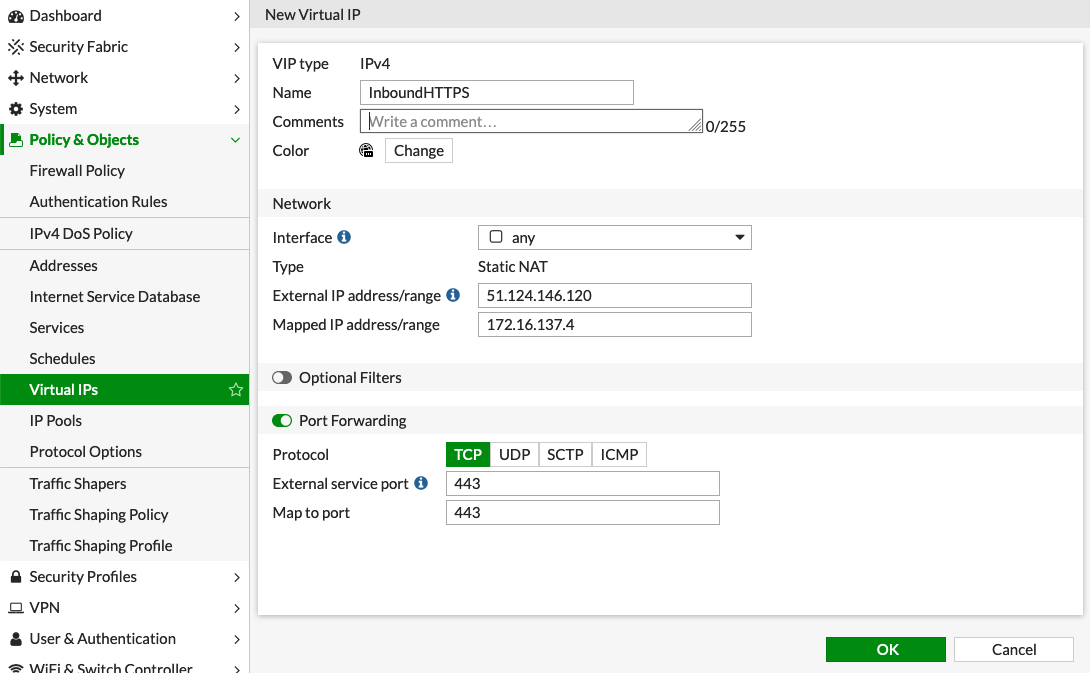 Dashboard
Security Fabric
Network
System
Policy & Objects
Firewall Policy
Authentication Rules
IPv4 DoS Policy
Addresses
Internet Service Database
Services
Schedules
Virtual IPs
IP Pools
Protocol Options
Traffic Shapers
Traffic Shaping Policy
Traffic Shaping Profile
Security Profiles
VPN
User & Authentication
WiFi & Switch Controller
New Virtual IP
VIP type IPv4
Name InboundHTTPS
Comments Write a comment... 0/255
Color Change
Network
Interface any
Type Static NAT
External IP address/range 51.124.146.120
Mapped IP address/range 172.16.137.4
Optional Filters
Port Forwarding
Protocol TCP UDP SCTP ICMP
External service port 443
Map to port 443
OK Cancel